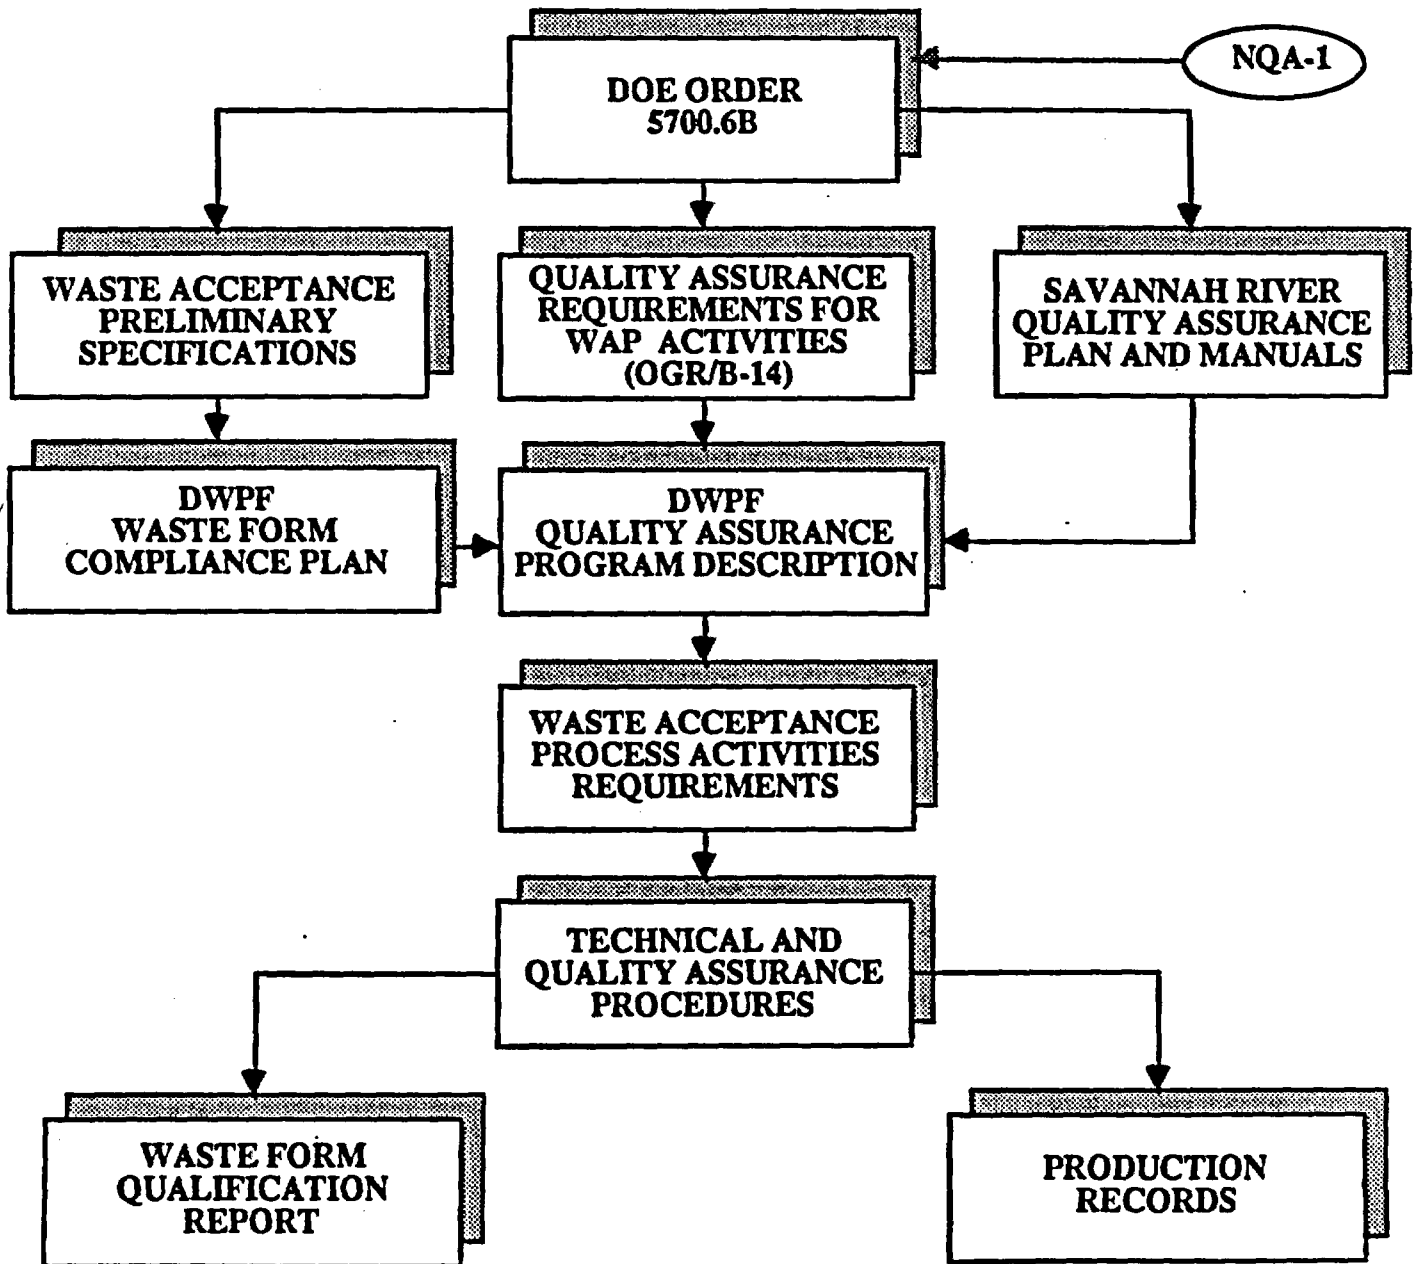 NQA-1
DOE ORDER
5700.6B
WASTE ACCEPTANCE
PRELIMINARY
SPECIFICATIONS
QUALITY ASSURANCE
REQUIREMENTS FOR
WAP ACTIVITIES
(OGR/B-14)
SAVANNAH RIVER
QUALITY ASSURANCE
PLAN AND MANUALS
DWPF
WASTE FORM
COMPLIANCE PLAN
DWPF
QUALITY ASSURANCE
PROGRAM DESCRIPTION
WASTE ACCEPTANCE
PROCESS ACTIVITIES
REQUIREMENTS
TECHNICAL AND
QUALITY ASSURANCE
PROCEDURES
WASTE FORM
QUALIFICATION
REPORT
PRODUCTION
RECORDS